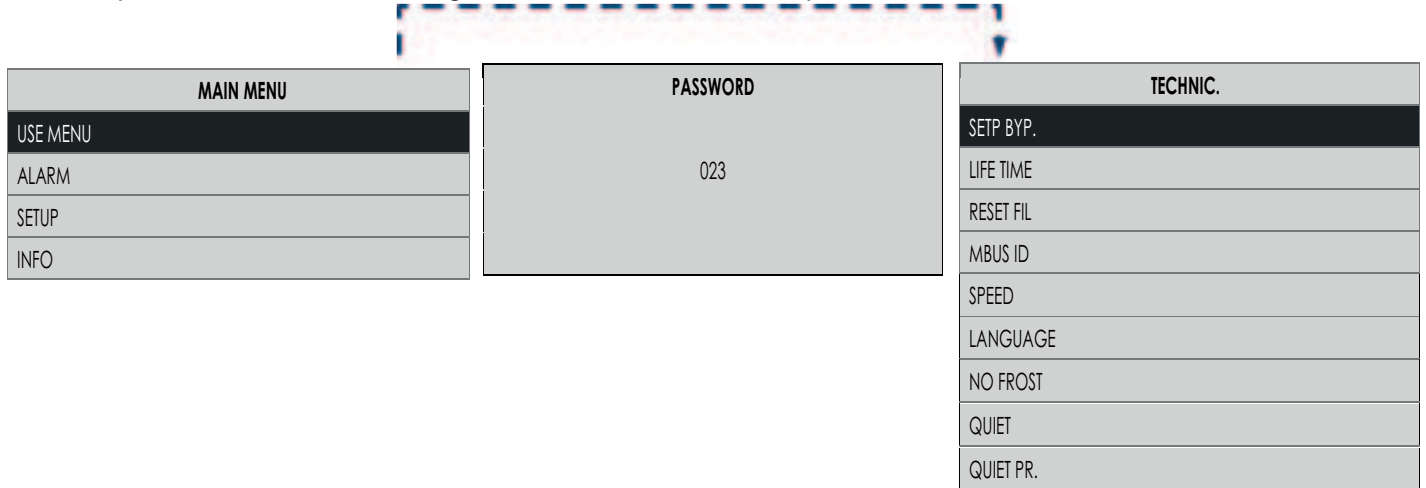 MAIN MENU
USE MENU
ALARM
SETUP
INFO
PASSWORD
023
TECHNIC.
SETP BYP.
LIFE TIME
RESET FIL
MBUS ID
SPEED
LANGUAGE
NO FROST
QUIET
QUIET PR.